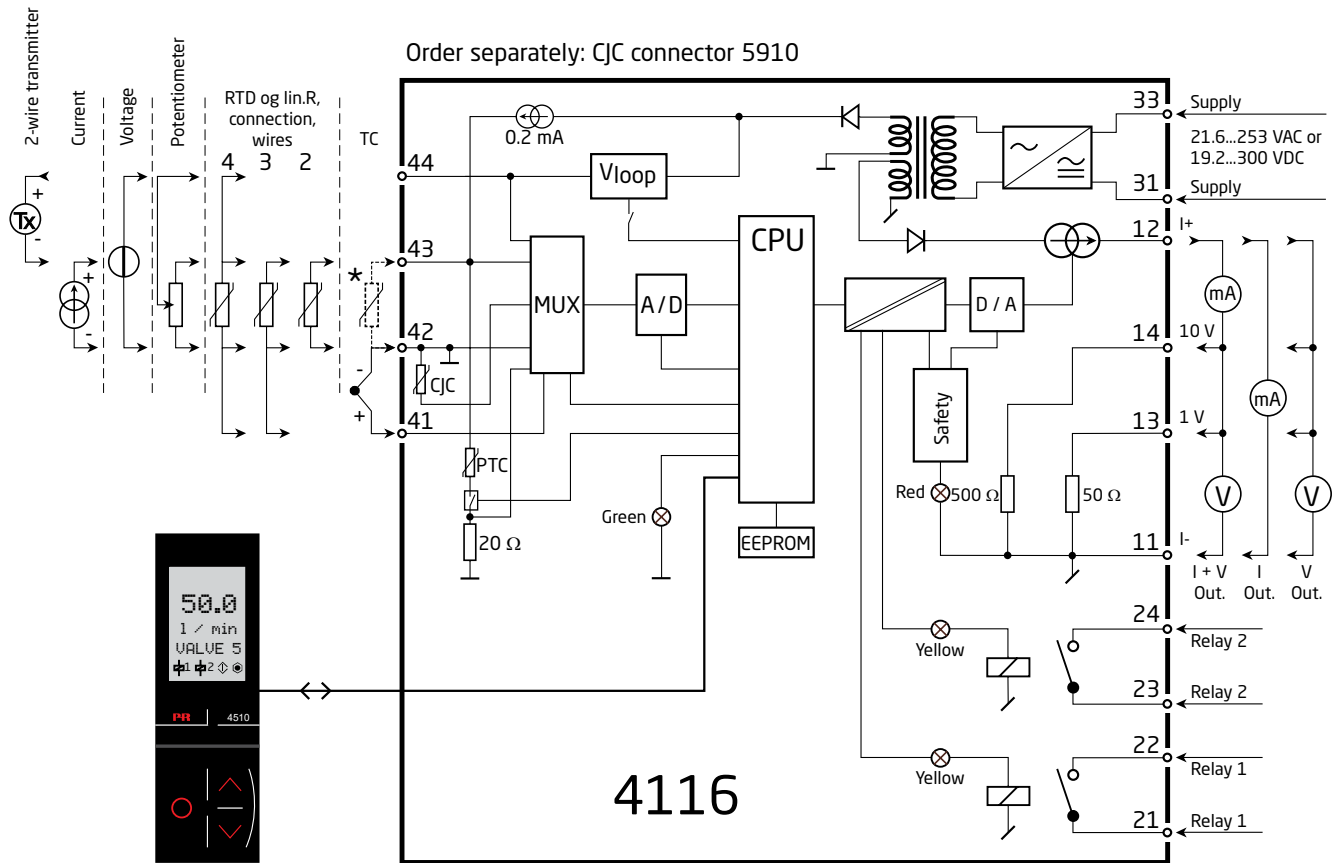 Order separately: CJC connector 5910
2-wire transmitter
Current
Voltage
Potentiometer
RTD og lin.R,
connection,
wires
4 3 2
TC
+
Tx
-
+
-
*
-
+
44
43
42
41
0.2 mA
Vloop
CPU
MUX
A/D
CJC
PTC
20 Ω
Green
EEPROM
D / A
Safety
Red
500 Ω
50 Ω
Yellow
Yellow
4116
33
Supply
21.6...253 VAC or
19.2...300 VDC
31
Supply
12
I+
mA
14
10 V
mA
13
1 V
V
V
11
I-
I + V
Out.
I
Out.
V
Out.
24
Relay 2
23
Relay 2
22
Relay 1
21
Relay 1
50.0
l / min
VALVE 5
1 2
PR
4510